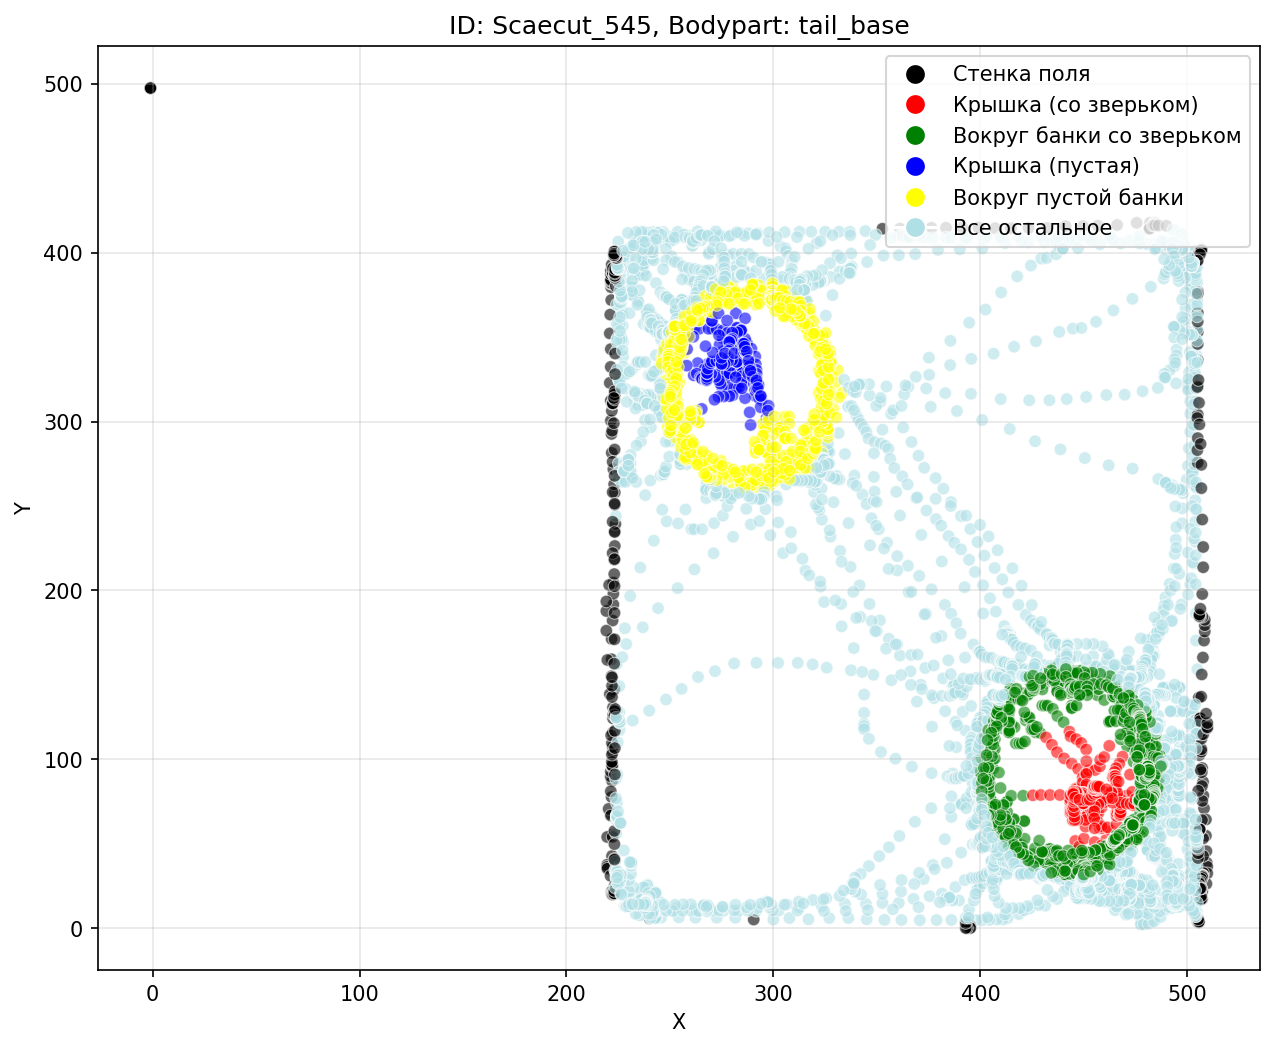 ID: Scaecut_545, Bodypart: tail_base
Стенка поля
Крышка (со зверьком)
Вокруг банки со зверьком
Крышка (пустая)
Вокруг пустой банки
Все остальное
500
400
300
200
100
0
Y
0 100 200 300 400 500
X